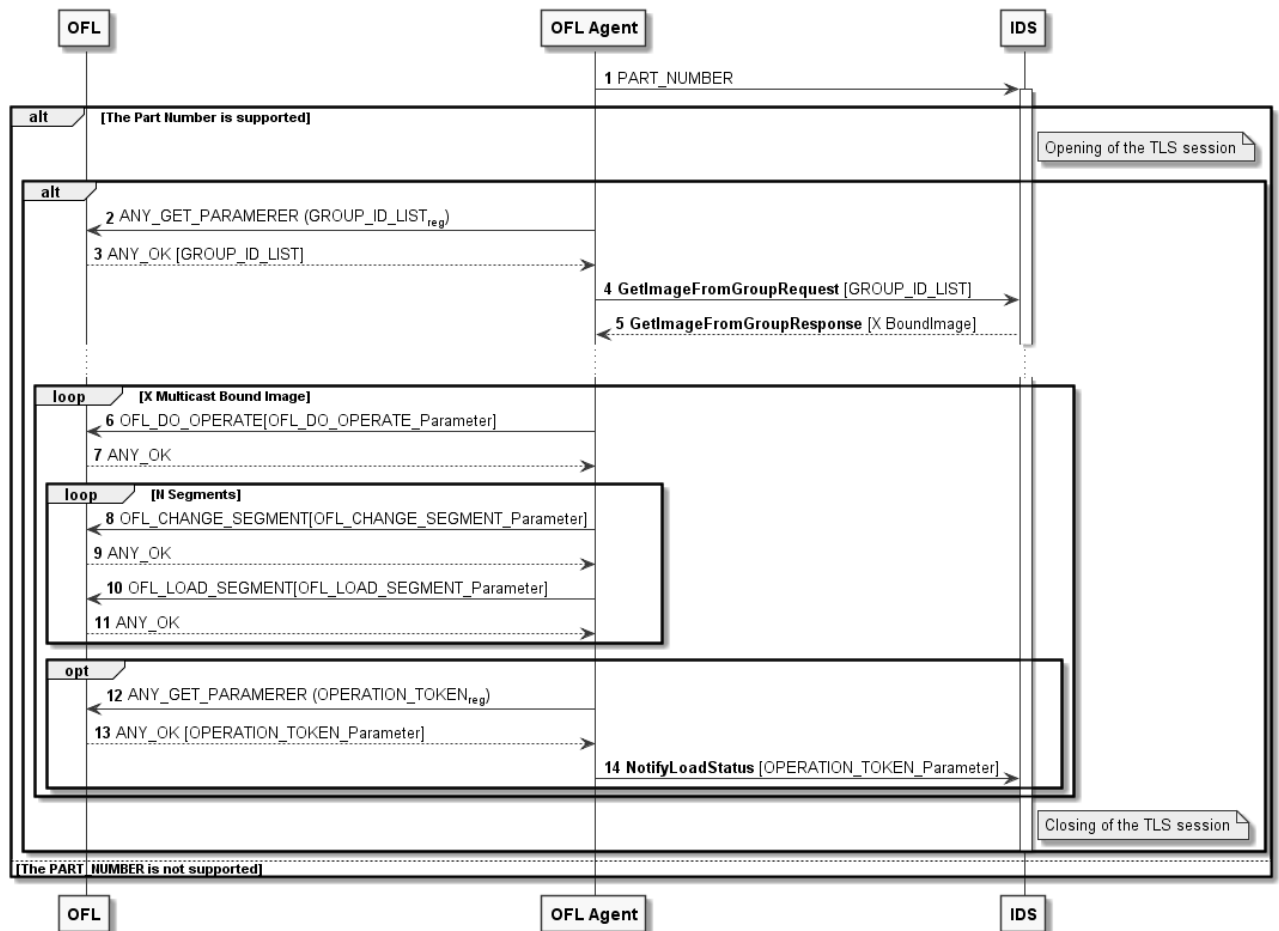 OFL OFL Agent IDS
1 PART_NUMBER
alt [The Part Number is supported]
Opening of the TLS session
alt
2 ANY_GET_PARAMERER (GROUP_ID_LISTreg)
3 ANY_OK [GROUP_ID_LIST]
4 GetImageFromGroupRequest [GROUP_ID_LIST]
5 GetImageFromGroupResponse [X BoundImage]
loop [X Multicast Bound Image]
6 OFL_DO_OPERATE[OFL_DO_OPERATE_Parameter]
7 ANY_OK
loop [N Segments]
8 OFL_CHANGE_SEGMENT[OFL_CHANGE_SEGMENT_Parameter]
9 ANY_OK
10 OFL_LOAD_SEGMENT[OFL_LOAD_SEGMENT_Parameter]
11 ANY_OK
opt
12 ANY_GET_PARAMERER (OPERATION_TOKENreg)
13 ANY_OK [OPERATION_TOKEN_Parameter]
14 NotifyLoadStatus [OPERATION_TOKEN_Parameter]
Closing of the TLS session
[The PART_NUMBER is not supported]
OFL OFL Agent IDS